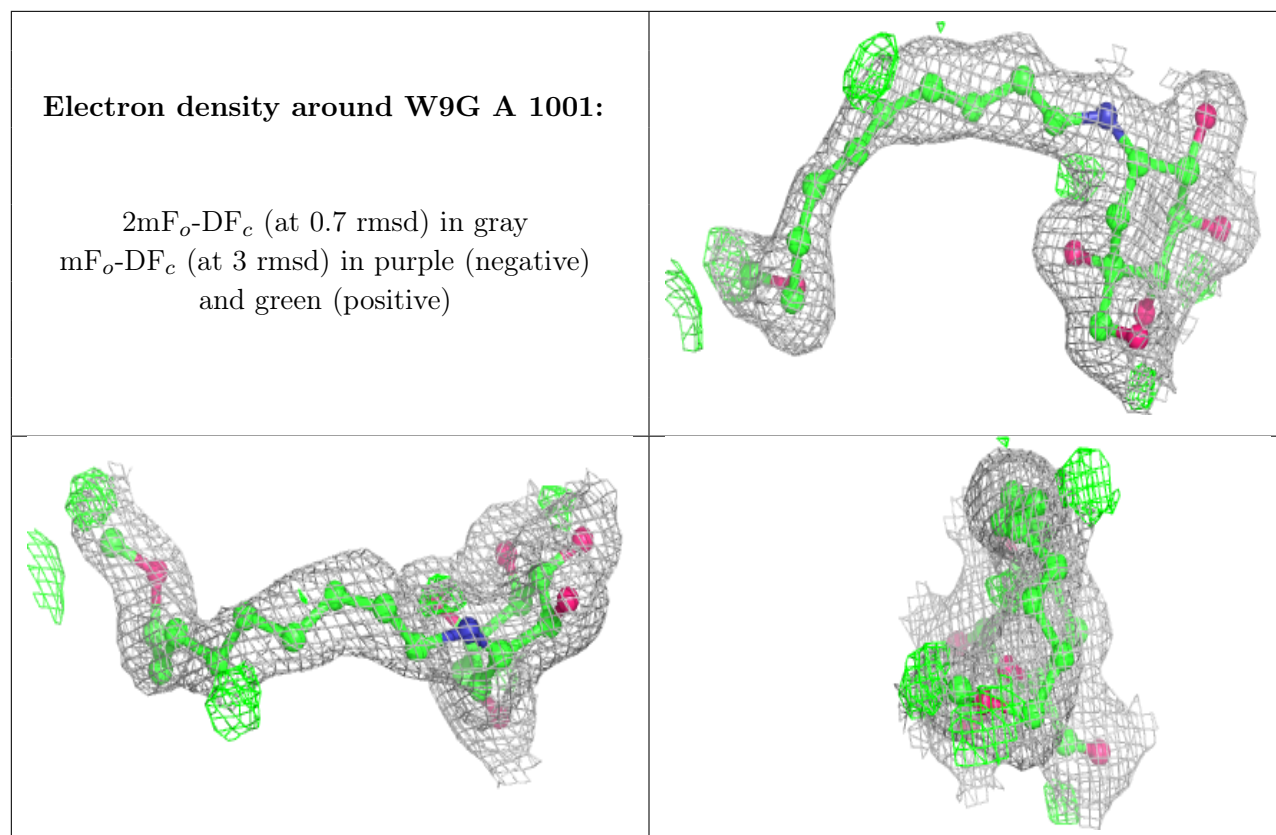 Electron density around W9G A 1001:
2mFo-DFc (at 0.7 rmsd) in gray
mFo-DFc (at 3 rmsd) in purple (negative)
and green (positive)